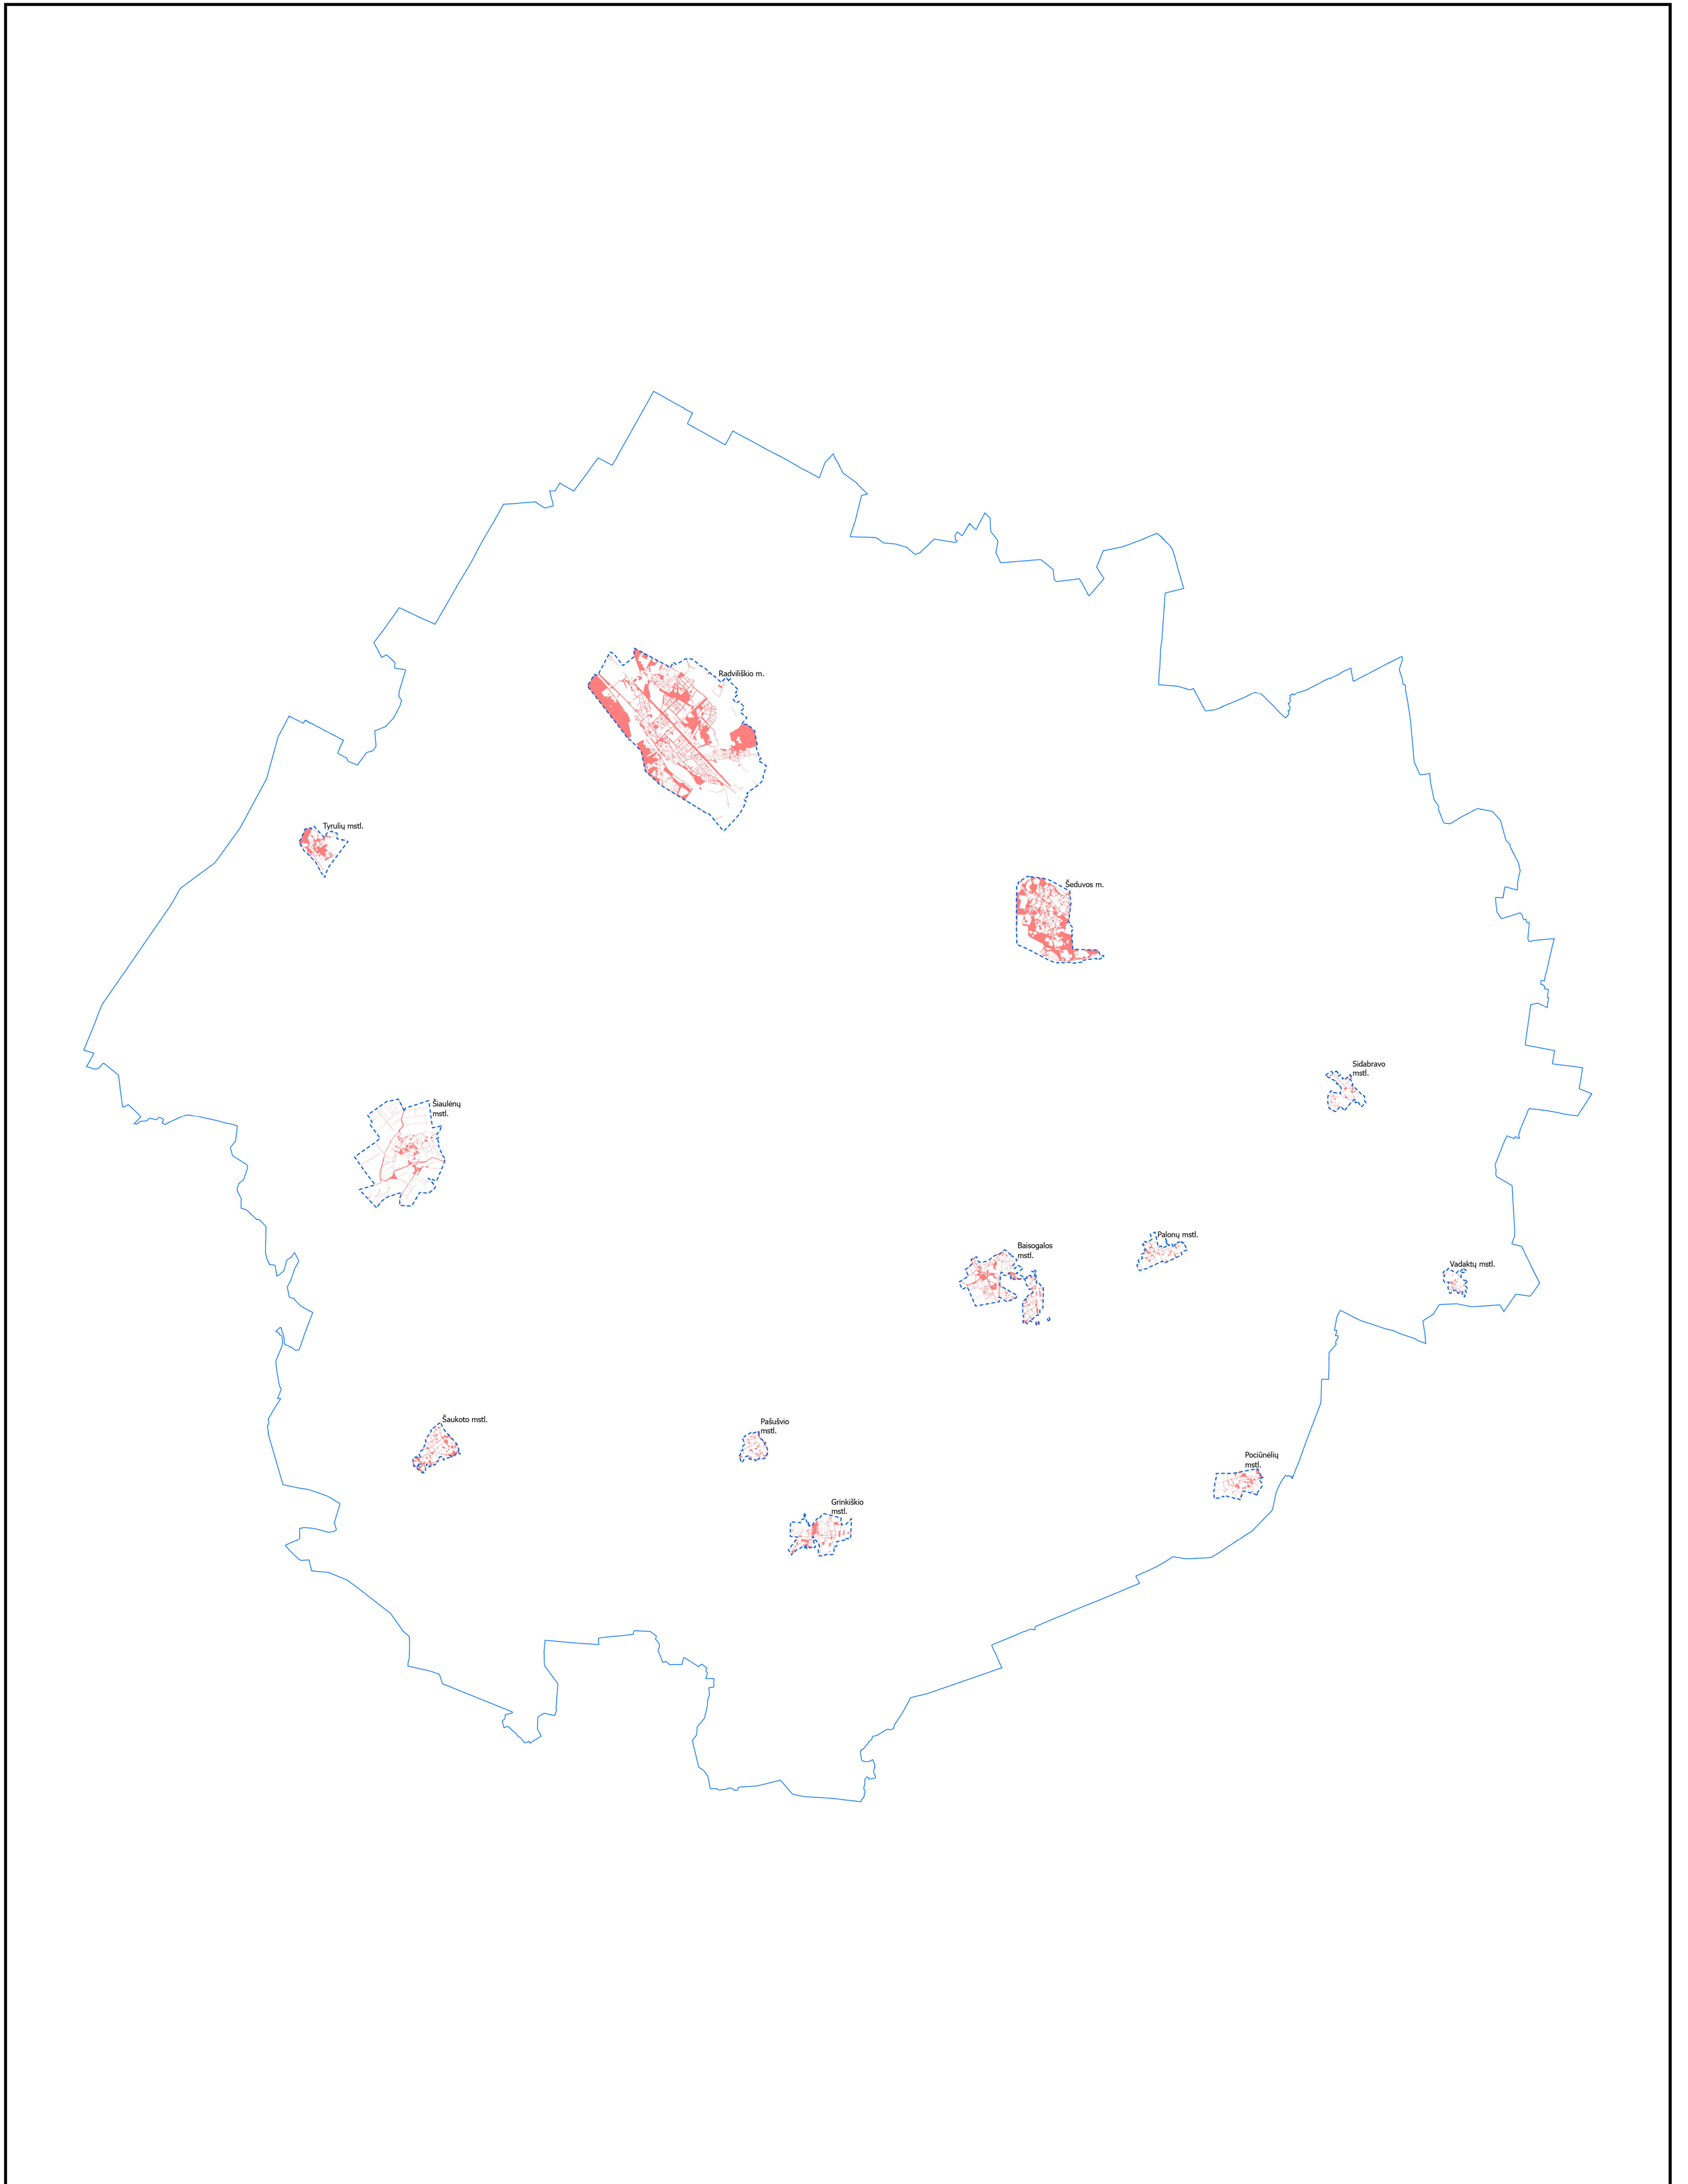 Radviliškio m.
Tyrulių mstl.
Šeduvos m.
Sidabravo
mstl.
Šiaulėnų
mstl.
Palonų mstl.
Baisogalos
mstl.
Vadaktų mstl.
Šaukoto mstl.
Pašušvio
mstl.
Pociūnėlių
mstl.
Grinkiškio
mstl.